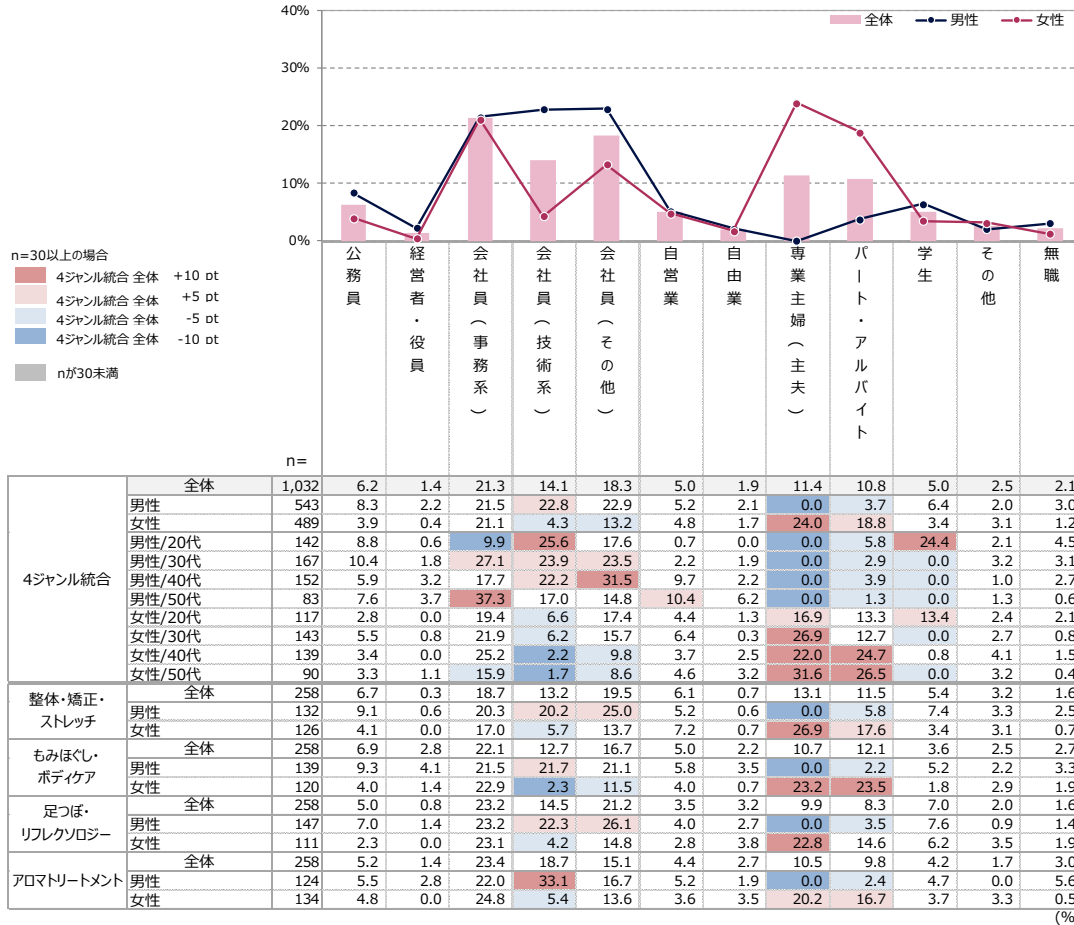 40%
全体 男性 女性
30%
20%
10%
0%
n=30以上の場合
4ジャンル統合 全体 +10 pt
4ジャンル統合 全体 +5 pt
4ジャンル統合 全体 -5 pt
4ジャンル統合 全体 -10 pt
nが30未満
公務員
経営者・役員
会社員(事務系)
会社員(技術系)
会社員(その他)
自営業
自由業
専業主婦(主夫)
パート・アルバイト
学生
その他
無職
n=
4ジャンル統合
全体 1,032 6.2 1.4 21.3 14.1 18.3 5.0 1.9 11.4 10.8 5.0 2.5 2.1
男性 543 8.3 2.2 21.5 22.8 22.9 5.2 2.1 0.0 3.7 6.4 2.0 3.0
女性 489 3.9 0.4 21.1 4.3 13.2 4.8 1.7 24.0 18.8 3.4 3.1 1.2
男性/20代 142 8.8 0.6 9.9 25.6 17.6 0.7 0.0 0.0 5.8 24.4 2.1 4.5
男性/30代 167 10.4 1.8 27.1 23.9 23.5 2.2 1.9 0.0 2.9 0.0 3.2 3.1
男性/40代 152 5.9 3.2 17.7 22.2 31.5 9.7 2.2 0.0 3.9 0.0 1.0 2.7
男性/50代 83 7.6 3.7 37.3 17.0 14.8 10.4 6.2 0.0 1.3 0.0 1.3 0.6
女性/20代 117 2.8 0.0 19.4 6.6 17.4 4.4 1.3 16.9 13.3 13.4 2.4 2.1
女性/30代 143 5.5 0.8 21.9 6.2 15.7 6.4 0.3 26.9 12.7 0.0 2.7 0.8
女性/40代 139 3.4 0.0 25.2 2.2 9.8 3.7 2.5 22.0 24.7 0.8 4.1 1.5
女性/50代 90 3.3 1.1 15.9 1.7 8.6 4.6 3.2 31.6 26.5 0.0 3.2 0.4
整体・矯正・
ストレッチ
全体 258 6.7 0.3 18.7 13.2 19.5 6.1 0.7 13.1 11.5 5.4 3.2 1.6
男性 132 9.1 0.6 20.3 20.2 25.0 5.2 0.6 0.0 5.8 7.4 3.3 2.5
女性 126 4.1 0.0 17.0 5.7 13.7 7.2 0.7 26.9 17.6 3.4 3.1 0.7
もみほぐし・
ボディケア
全体 258 6.9 2.8 22.1 12.7 16.7 5.0 2.2 10.7 12.1 3.6 2.5 2.7
男性 139 9.3 4.1 21.5 21.7 21.1 5.8 3.5 0.0 2.2 5.2 2.2 3.3
女性 120 4.0 1.4 22.9 2.3 11.5 4.0 0.7 23.2 23.5 1.8 2.9 1.9
足つぼ・
リフレクソロジー
全体 258 5.0 0.8 23.2 14.5 21.2 3.5 3.2 9.9 8.3 7.0 2.0 1.6
男性 147 7.0 1.4 23.2 22.3 26.1 4.0 2.7 0.0 3.5 7.6 0.9 1.4
女性 111 2.3 0.0 23.1 4.2 14.8 2.8 3.8 22.8 14.6 6.2 3.5 1.9
アロマトリートメント
全体 258 5.2 1.4 23.4 18.7 15.1 4.4 2.7 10.5 9.8 4.2 1.7 3.0
男性 124 5.5 2.8 22.0 33.1 16.7 5.2 1.9 0.0 2.4 4.7 0.0 5.6
女性 134 4.8 0.0 24.8 5.4 13.6 3.6 3.5 20.2 16.7 3.7 3.3 0.5
(%